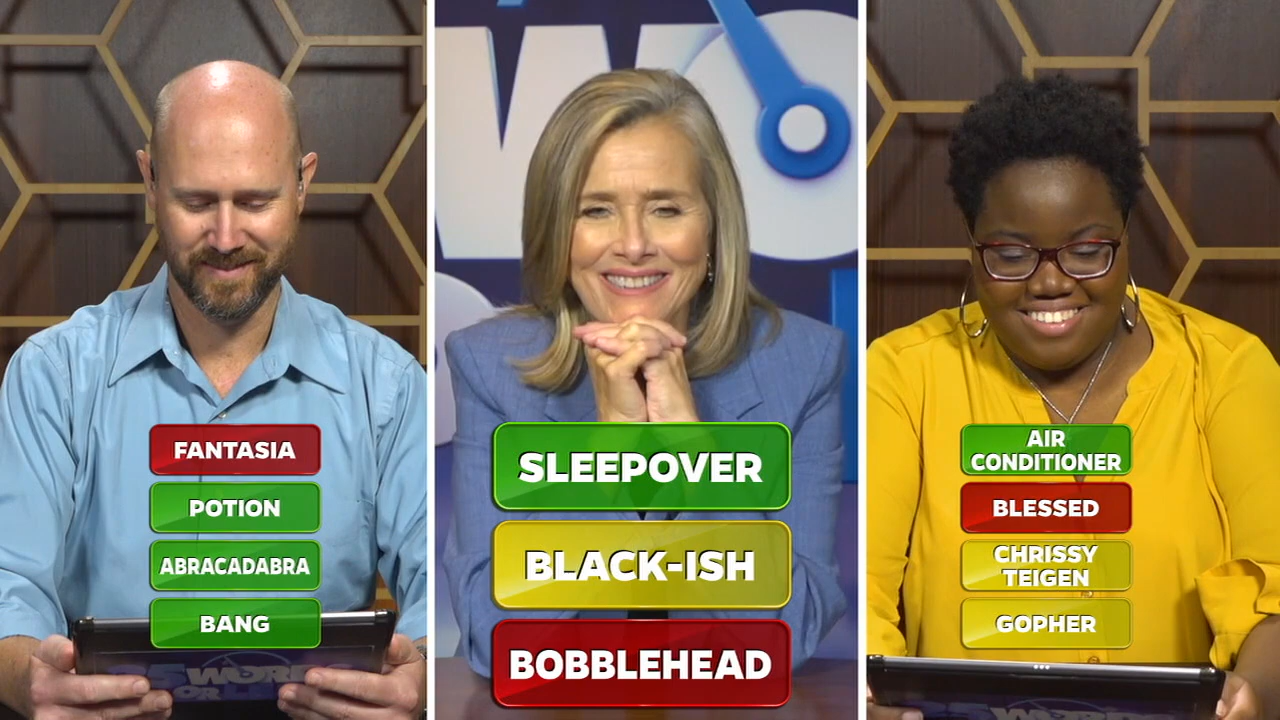 FANTASIA
POTION
ABRACADABRA
BANG
SLEEPOVER
BLACK-ISH
BOBBLEHEAD
AIR
CONDITIONER
BLESSED
CHRISSY
TEIGEN
GOPHER